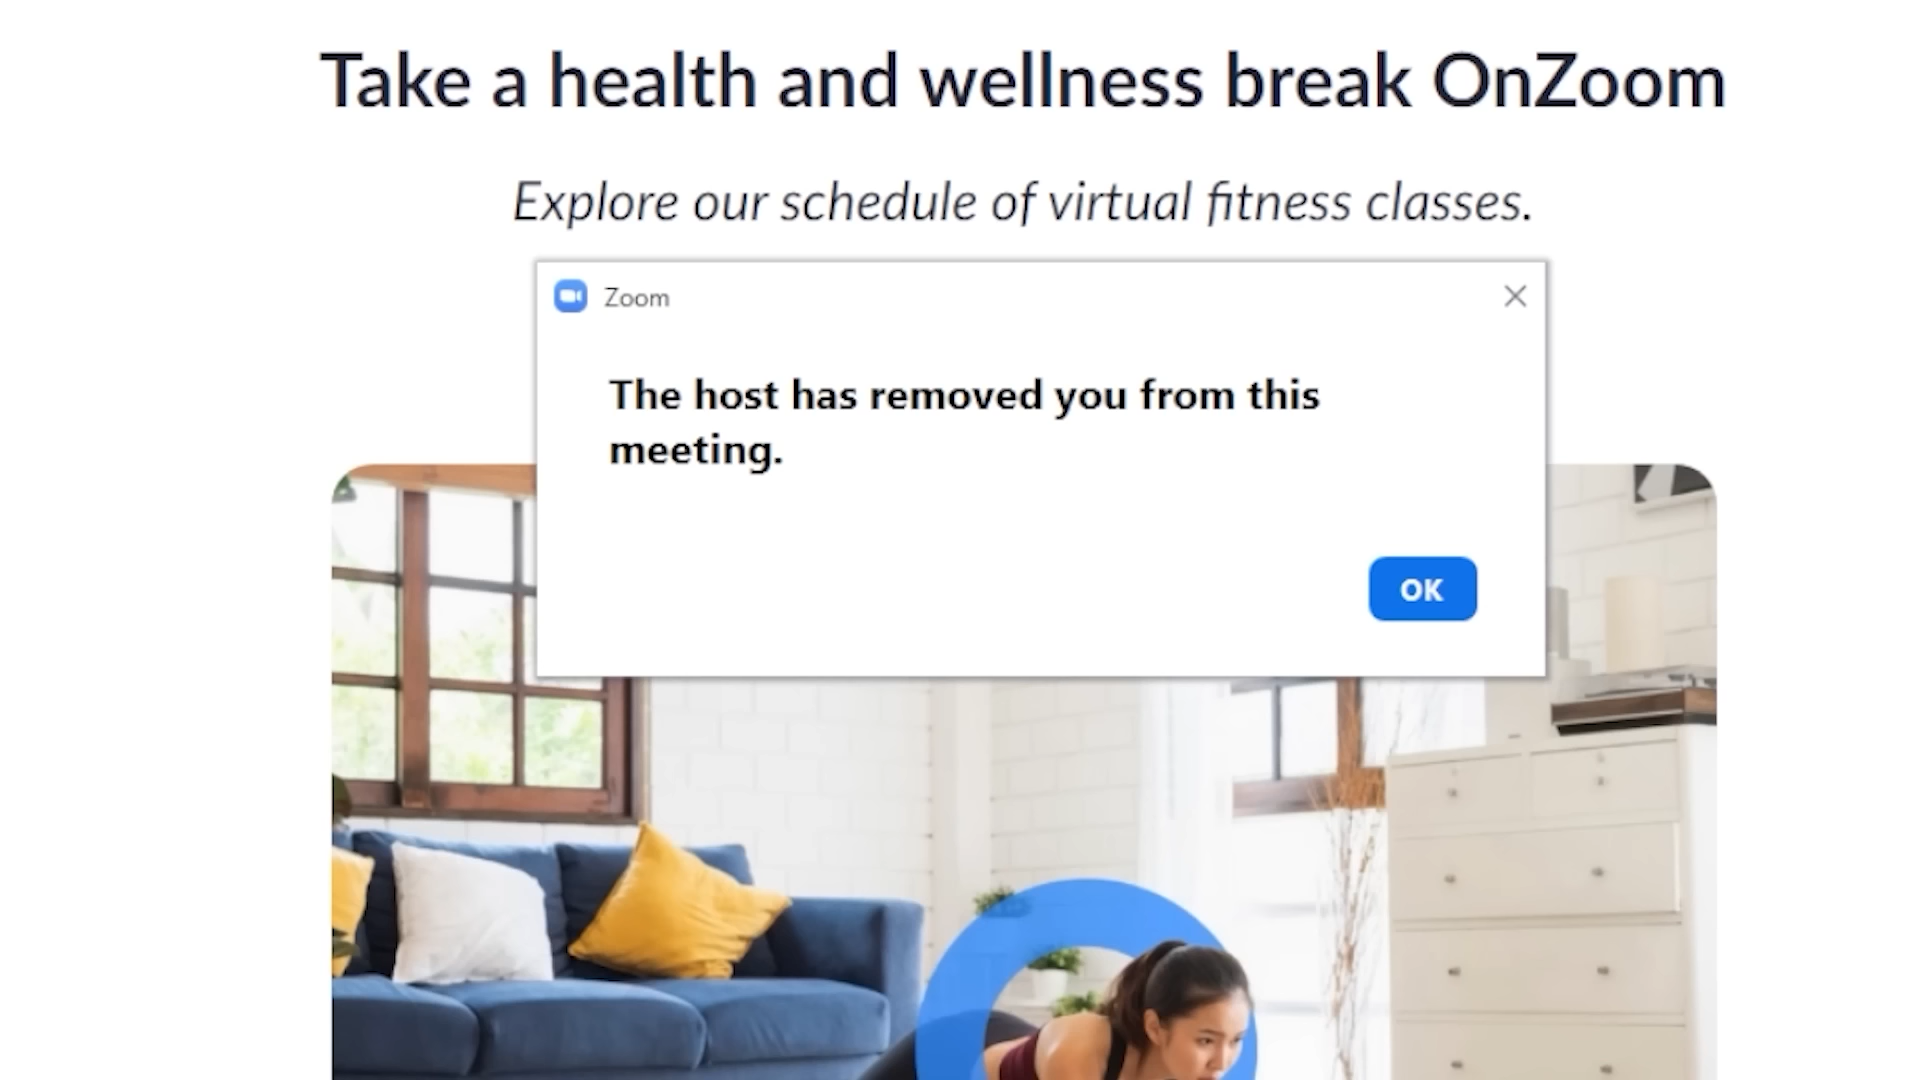 Take a health and wellness break OnZoom
Explore our schedule of virtual fitness classes.
Zoom
The host has removed you from this
meeting.
OK